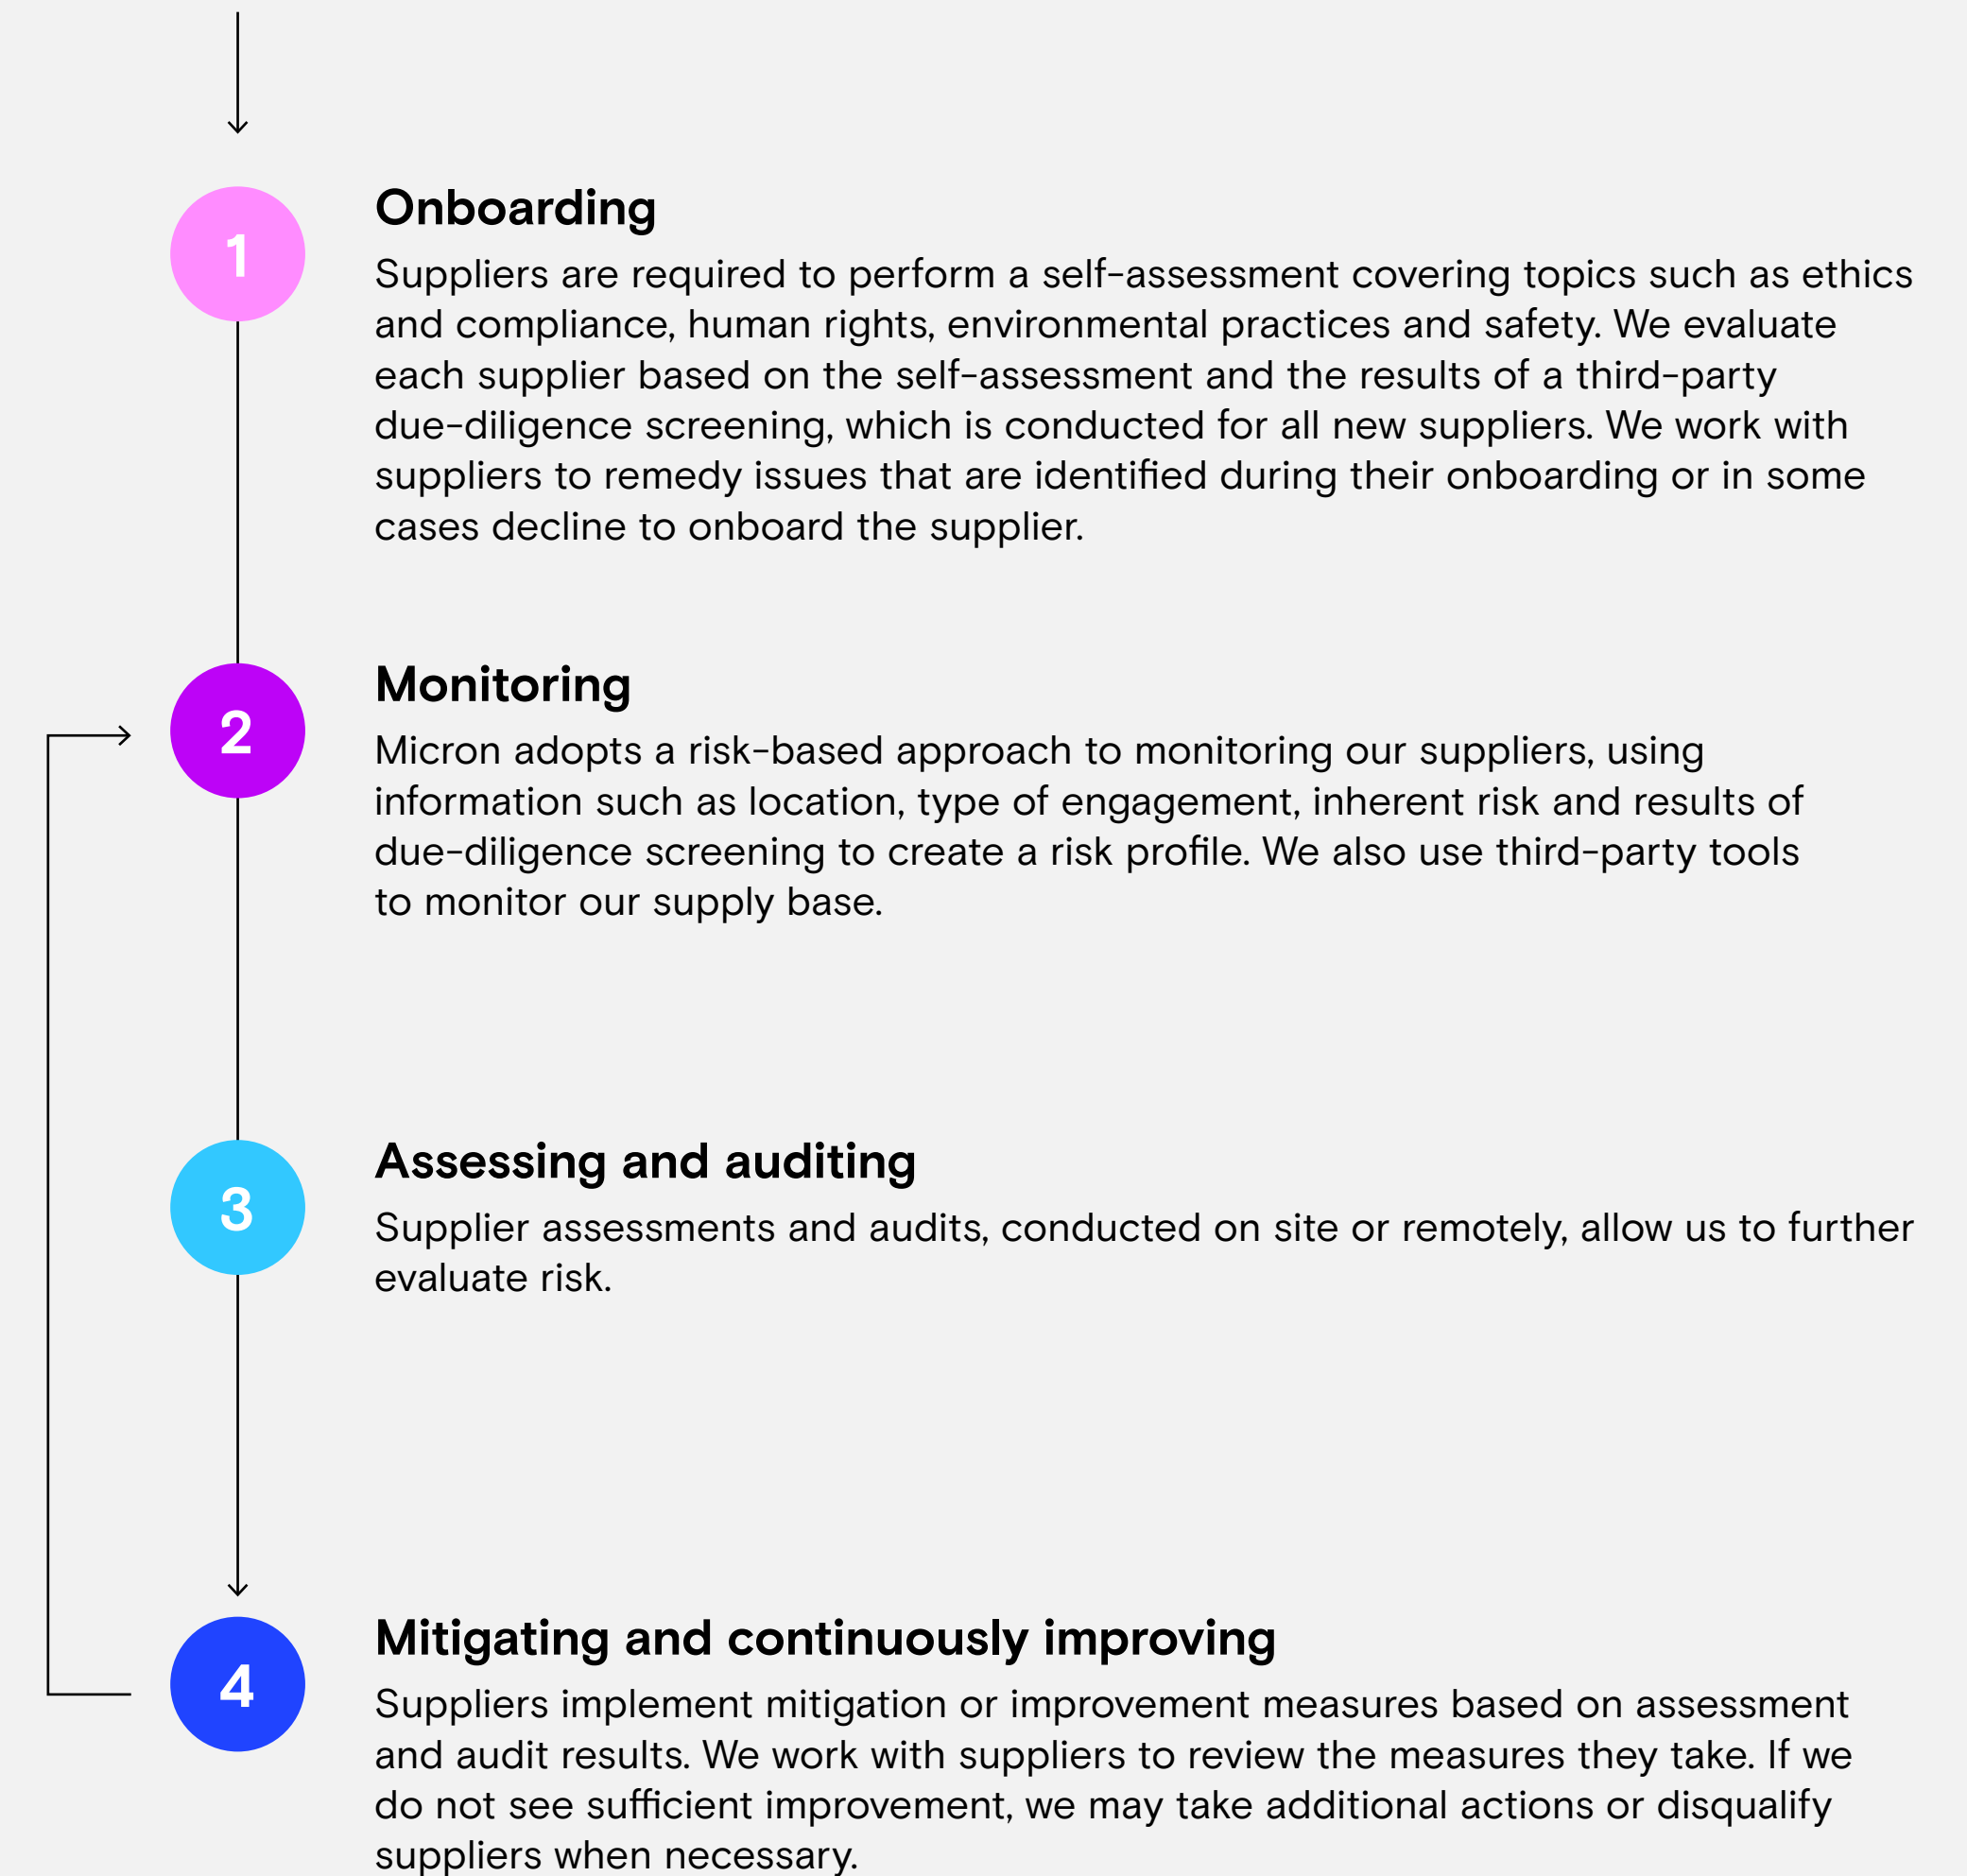 1
Onboarding
Suppliers are required to perform a self-assessment covering topics such as ethics
and compliance, human rights, environmental practices and safety. We evaluate
each supplier based on the self-assessment and the results of a third-party
due-diligence screening, which is conducted for all new suppliers. We work with
suppliers to remedy issues that are identified during their onboarding or in some
cases decline to onboard the supplier.
2
Monitoring
Micron adopts a risk-based approach to monitoring our suppliers, using
information such as location, type of engagement, inherent risk and results of
due-diligence screening to create a risk profile. We also use third-party tools
to monitor our supply base.
3
Assessing and auditing
Supplier assessments and audits, conducted on site or remotely, allow us to further
evaluate risk.
4
Mitigating and continuously improving
Suppliers implement mitigation or improvement measures based on assessment
and audit results. We work with suppliers to review the measures they take. If we
do not see sufficient improvement, we may take additional actions or disqualify
suppliers when necessary.